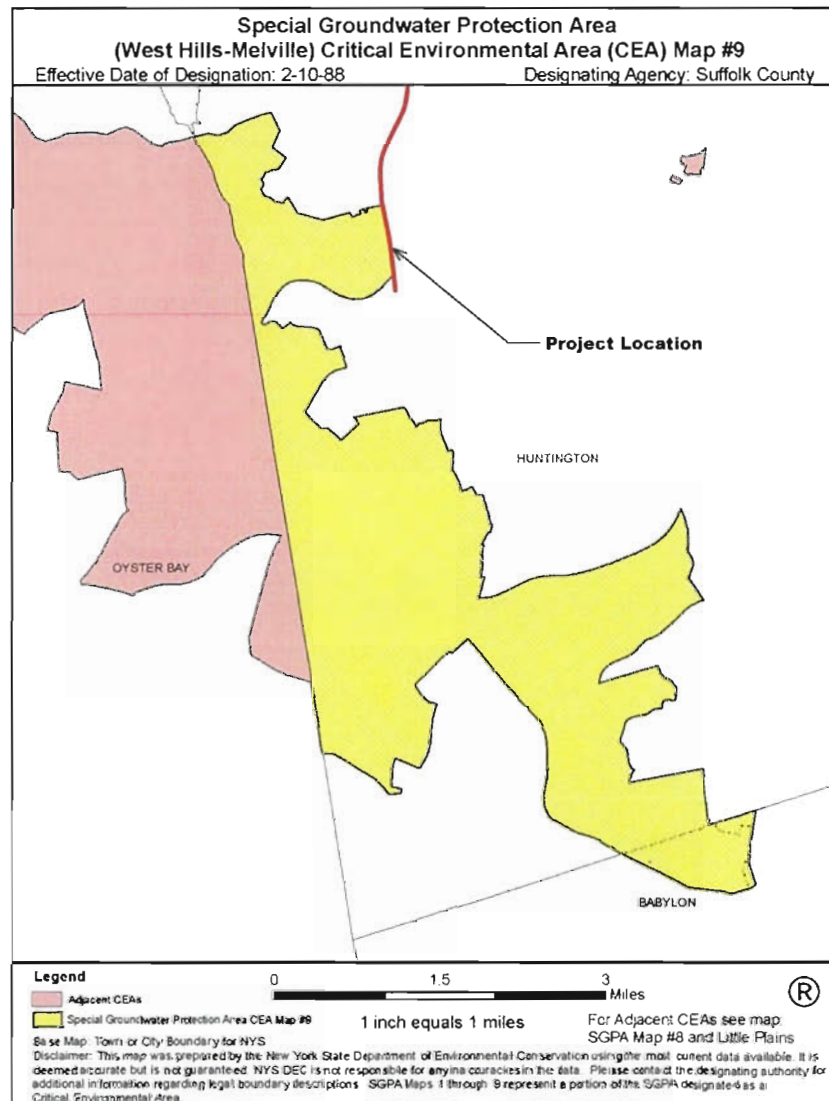 Special Groundwater Protection Area
(West Hills-Melville) Critical Environmental Area (CEA) Map #9
Effective Date of Designation: 2-10-88 Designating Agency: Suffolk County
Project Location
HUNTINGTON
OYSTER BAY
BABYLON
Legend
Adjacent CEAs
Special Groundwater Protection Area CEA Map #9
0 1.5 3
Miles
1 inch equals 1 miles
For Adjacent CEAs see map:
SGPA Map #8 and Little Plains
®
Base Map: Town or City Boundary for NYS
Disclaimer: This map was prepared by the New York State Department of Environmental Conservation using the most current data available. It is
deemed accurate but is not guaranteed. NYS DEC is not responsible for any inaccuracies in the data. Please contact the designating authority for
additional information regarding legal boundary descriptions. SGPA Maps 1 through 9 represent a portion of the SGPA designated as a
Critical Environmental Area.